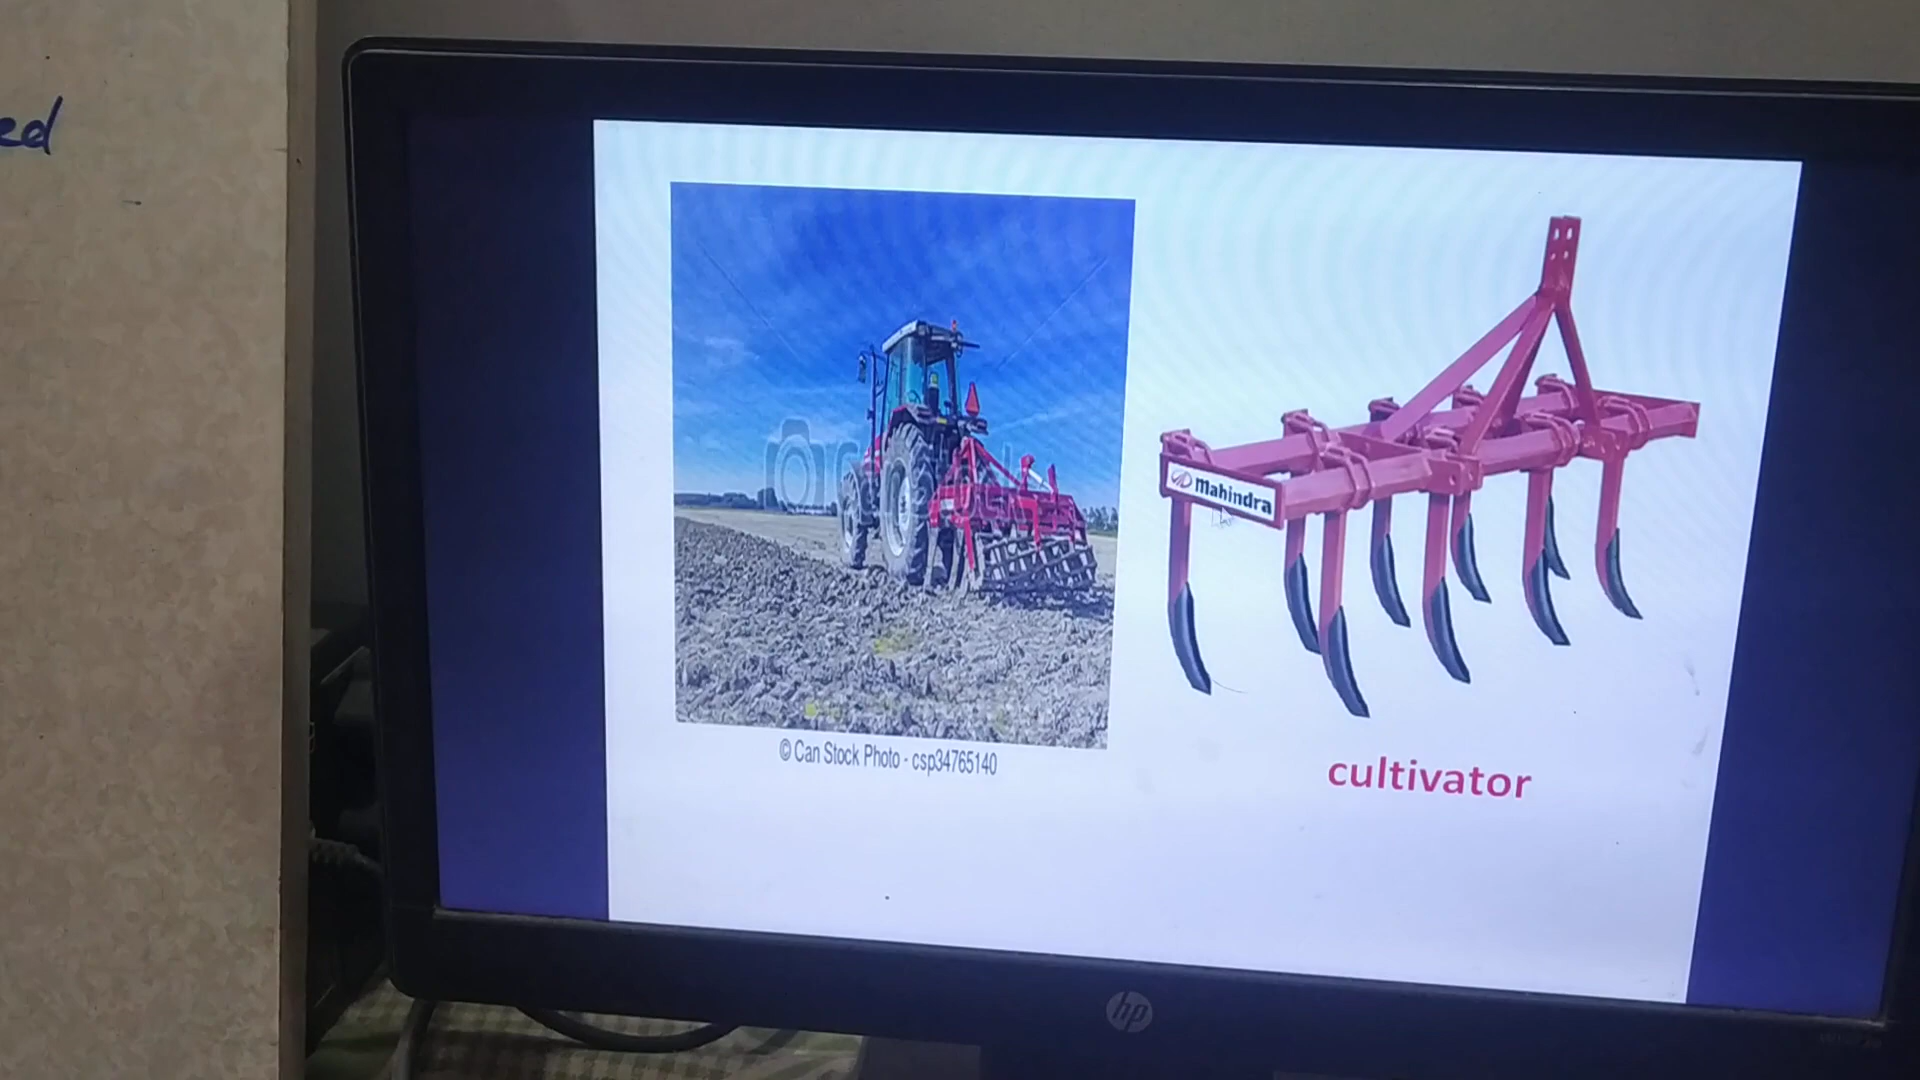 ed
mahindra
© Can Stock Photo - csp34765140
cultivator
hp